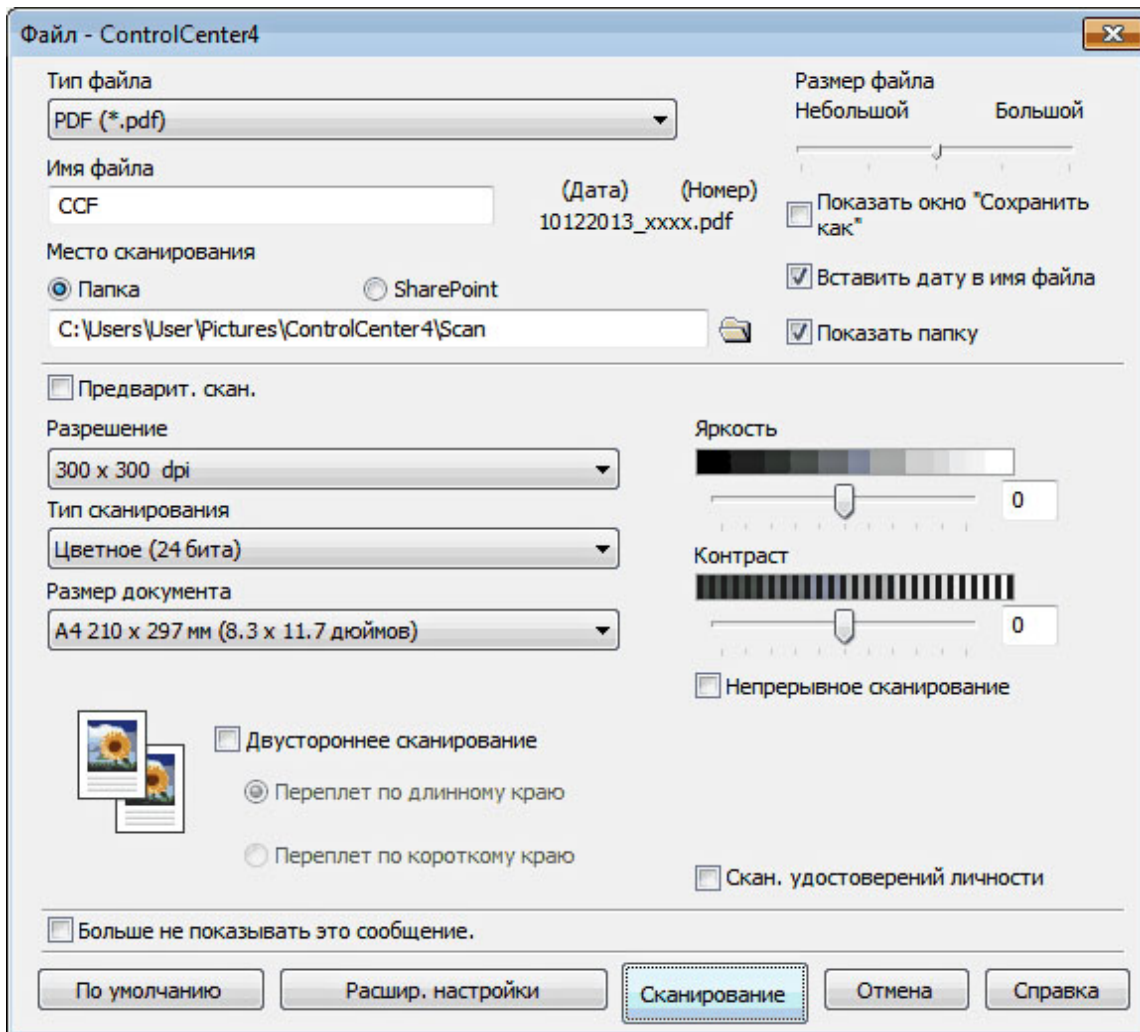 Файл - ControlCenter4
Тип файла
PDF (*.pdf)
Размер файла
Небольшой Большой
Имя файла
CCF
(Дата) (Номер)
10122013_xxxx.pdf
Показать окно "Сохранить
как"
Место сканирования
Папка SharePoint
Вставить дату в имя файла
C:\Users\User\Pictures\ControlCenter4\Scan
Показать папку
Предварит. скан.
Разрешение
300 x 300 dpi
Тип сканирования
Цветное (24 бита)
Размер документа
A4 210 x 297 мм (8.3 x 11.7 дюймов)
Яркость
0
Контраст
0
Непрерывное сканирование
Двустороннее сканирование
Переплет по длинному краю
Переплет по короткому краю
Скан. удостоверений личности
Больше не показывать это сообщение.
По умолчанию Расшир. настройки Сканирование Отмена Справка